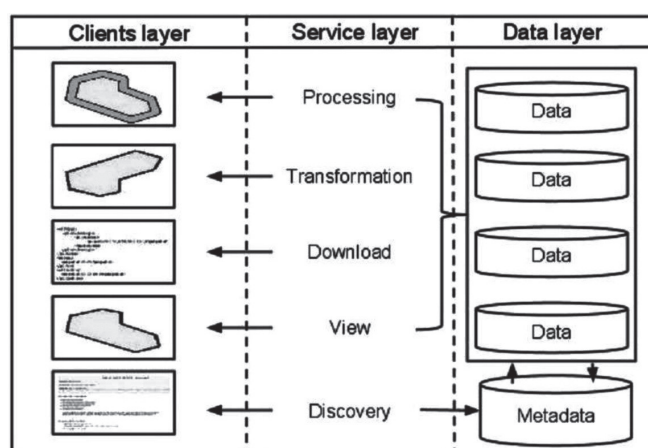 Clients layer Service layer Data layer
Processing Data
Transformation Data
Download Data
View Data
Discovery Metadata